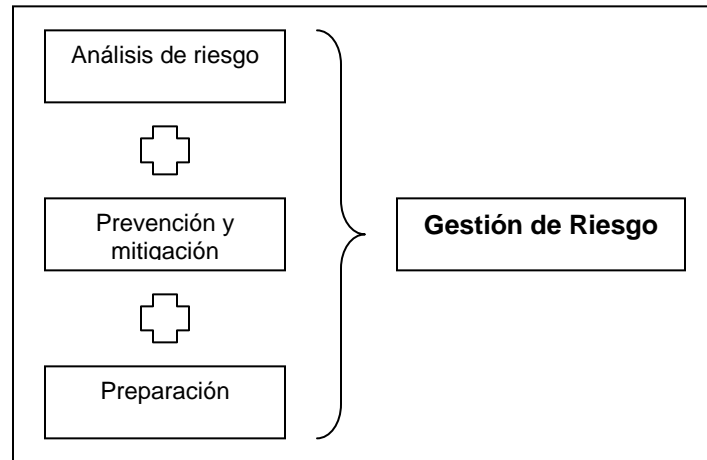 Análisis de riesgo
Prevención y
mitigación
Gestión de Riesgo
Preparación